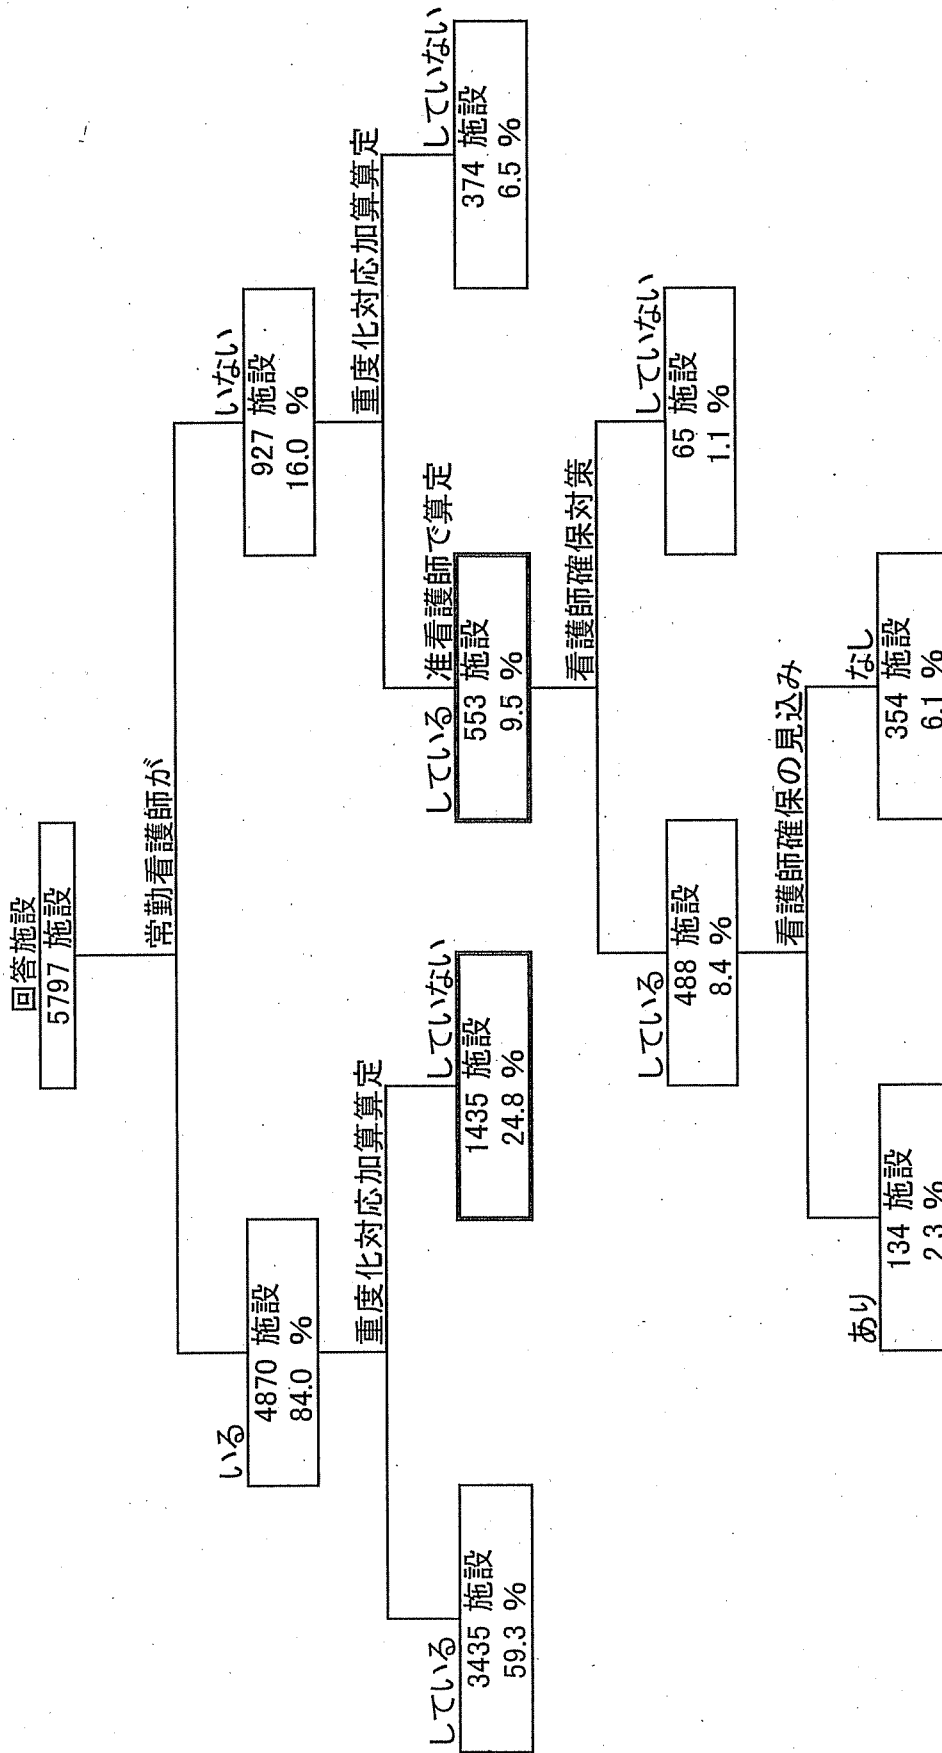 回答施設
5797 施設
常勤看護師が
いる
4870 施設
84.0 %
いない
927 施設
16.0 %
重度化対応加算算定
重度化対応加算算定
している
3435 施設
59.3 %
していない
1435 施設
24.8 %
している 准看護師で算定
553 施設
9.5 %
していない
374 施設
6.5 %
看護師確保対策
している
488 施設
8.4 %
していない
65 施設
1.1 %
看護師確保の見込み
あり
134 施設
2.3 %
なし
354 施設
6.1 %